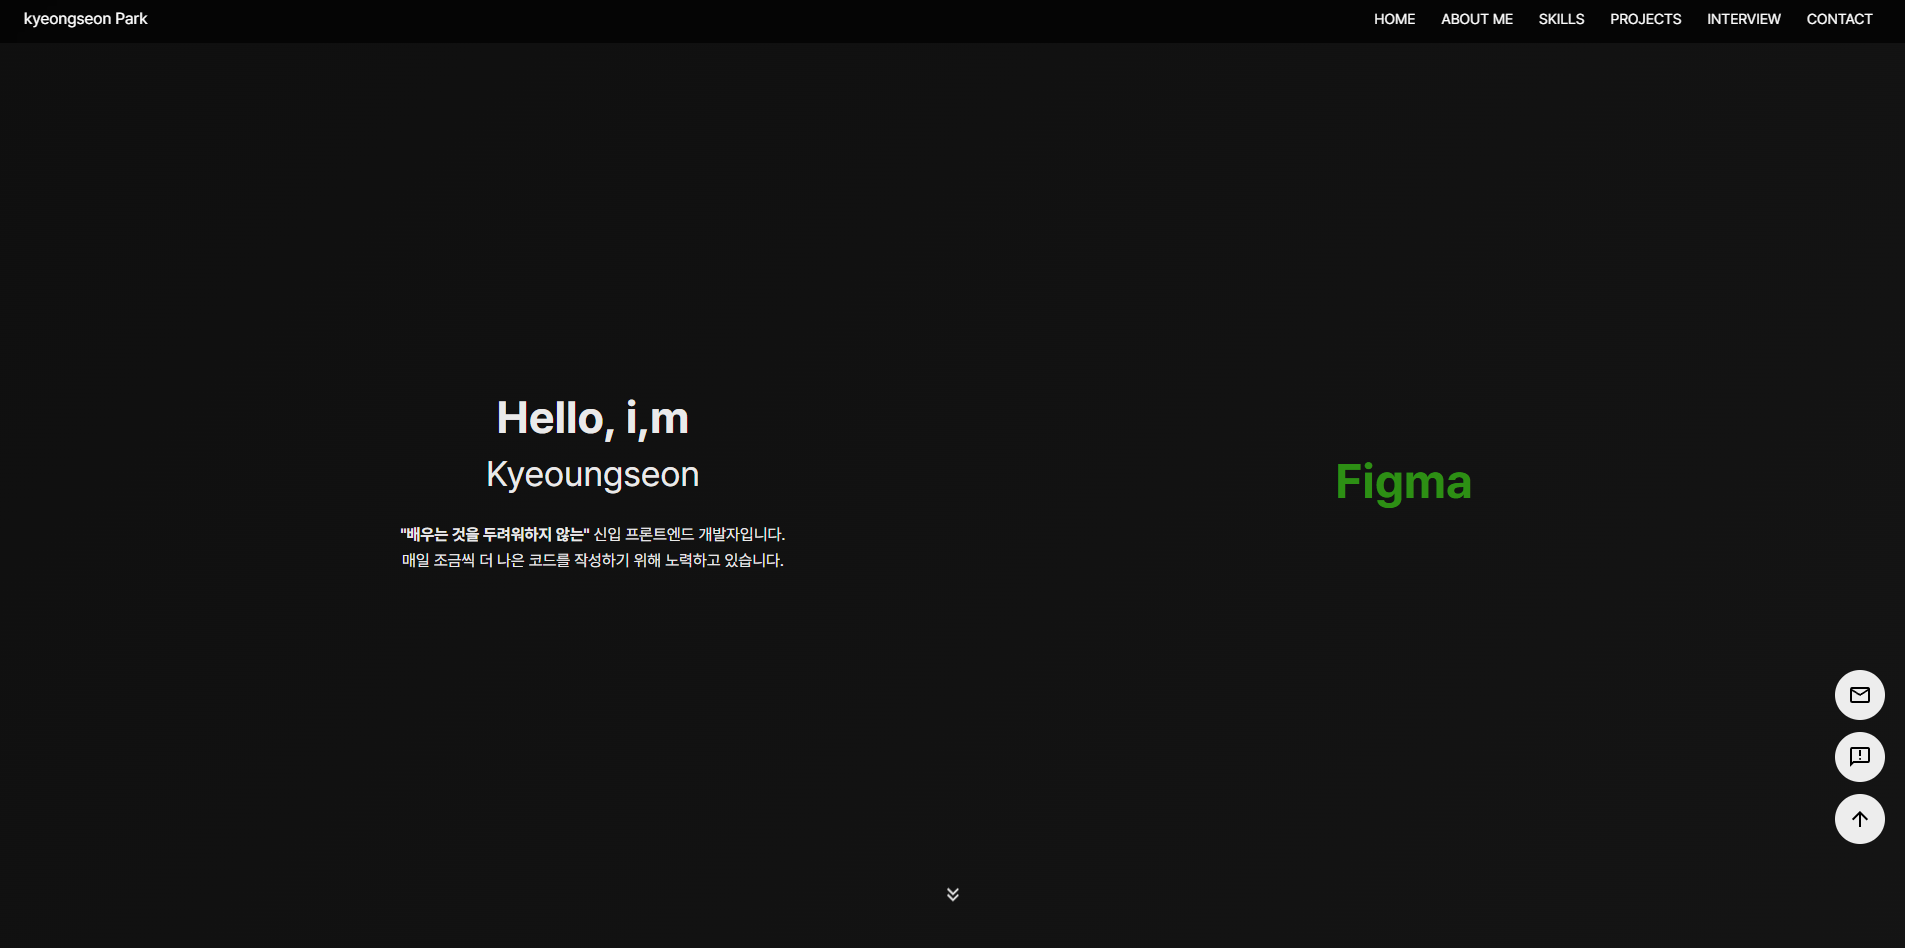 kyeongseon Park
HOME ABOUT ME SKILLS PROJECTS INTERVIEW CONTACT
Hello, i,m
Kyeoungseon
"배우는 것을 두려워하지 않는" 신입 프론트엔드 개발자입니다.
매일 조금씩 더 나은 코드를 작성하기 위해 노력하고 있습니다.
Figma